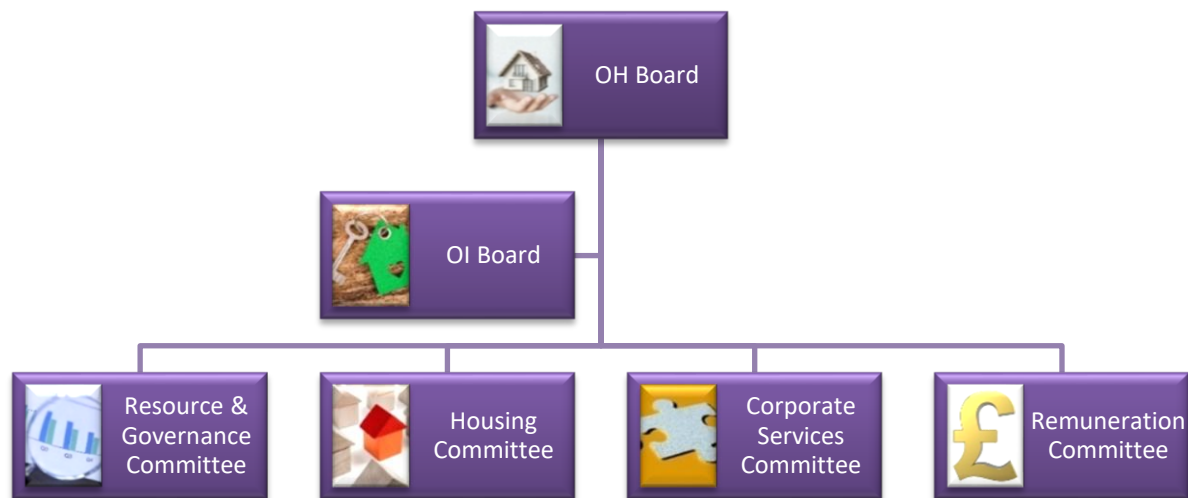 OH Board
OI Board
Resource &
Governance
Committee
Housing
Committee
Corporate
Services
Committee
Remuneration
Committee
£